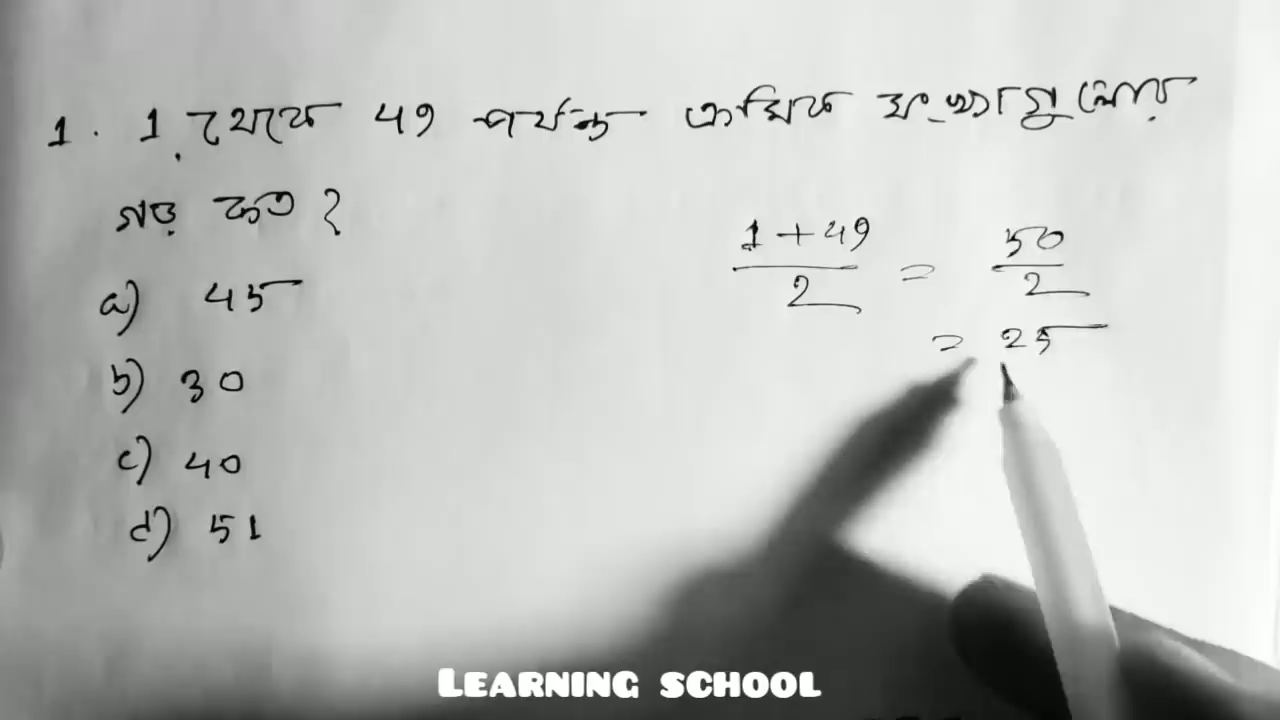 1. 1 থেকে 49 পর্যন্ত ক্রমিক সংখ্যাগুলোর
গড় কত ?
a) 45
b) 30
c) 40
d) 51
1 + 49 / 2 = 50 / 2
= 25
LEARNING SCHOOL